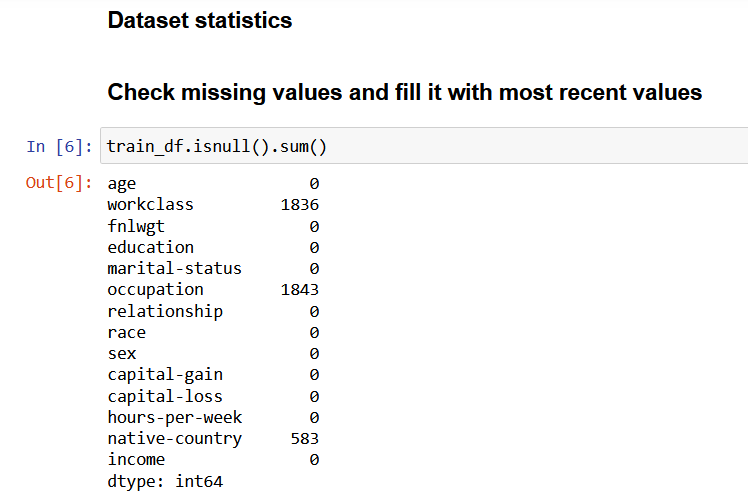 Dataset statistics
Check missing values and fill it with most recent values
In [6]: train_df.isnull().sum()
Out[6]: age 0
workclass 1836
fnlwgt 0
education 0
marital-status 0
occupation 1843
relationship 0
race 0
sex 0
capital-gain 0
capital-loss 0
hours-per-week 0
native-country 583
income 0
dtype: int64